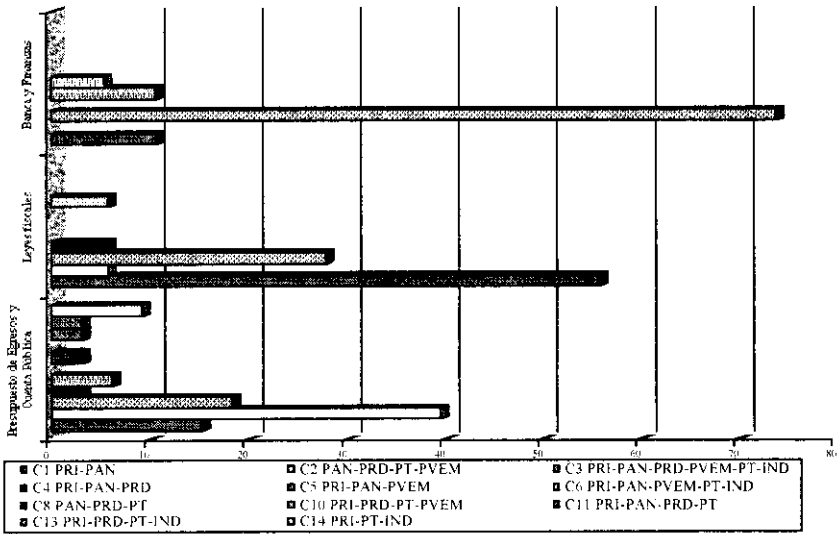 Banca y Finanzas
Leyes fiscales
Presupuesto de Egresos y
Cuenta Pública
0 10 20 30 40 50 60 70 80
C1 PRI-PAN C2 PAN-PRD-PT-PVEM C3 PRI-PAN-PRD-PVEM-PT-IND
C4 PRI-PAN-PRD C5 PRI-PAN-PVEM C6 PRI-PAN-PVEM-PT-IND
C8 PAN-PRD-PT C10 PRI-PRD-PT-PVEM C11 PRI-PAN-PRD-PT
C13 PRI-PRD-PT-IND C14 PRI-PT-IND